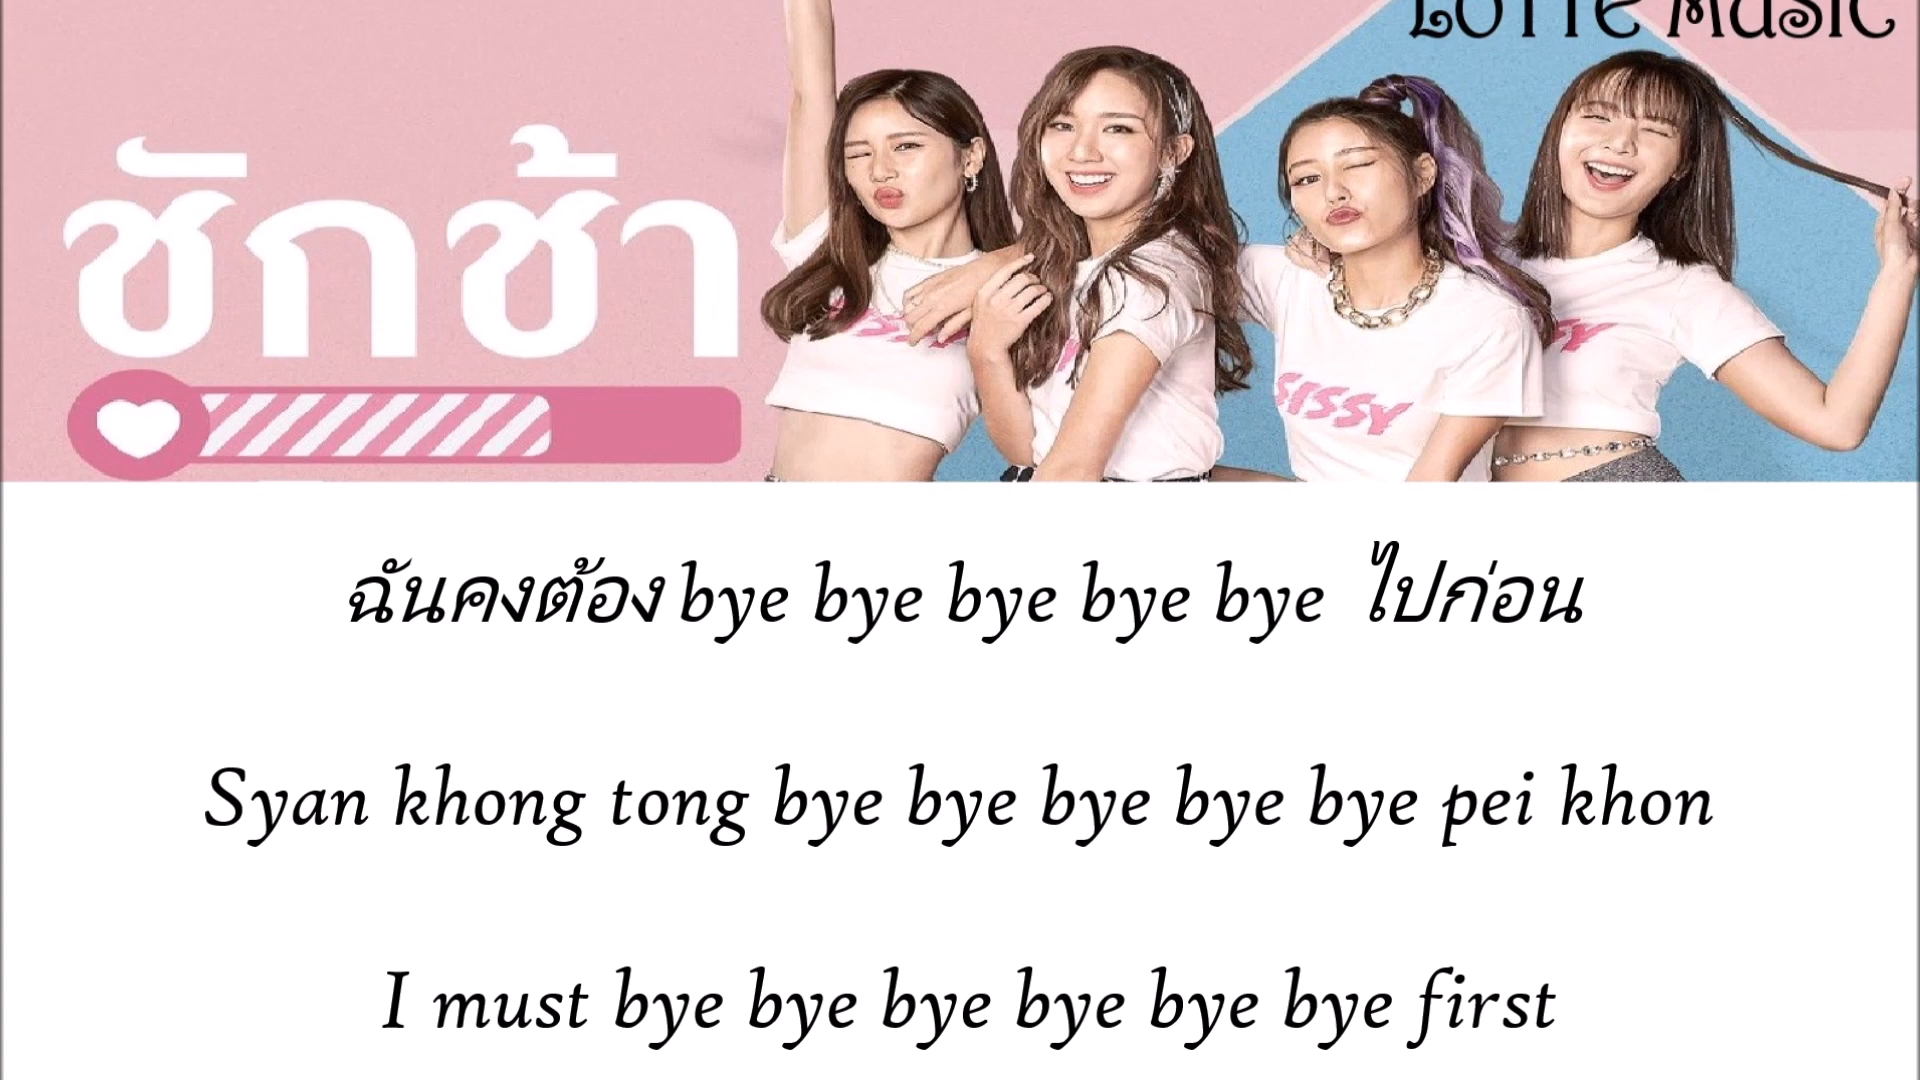 LOTTE MUSIC
ชักช้า
SISSY
ฉันคงต้อง bye bye bye bye bye ไปก่อน
Syan khong tong bye bye bye bye bye pei khon
I must bye bye bye bye bye bye first